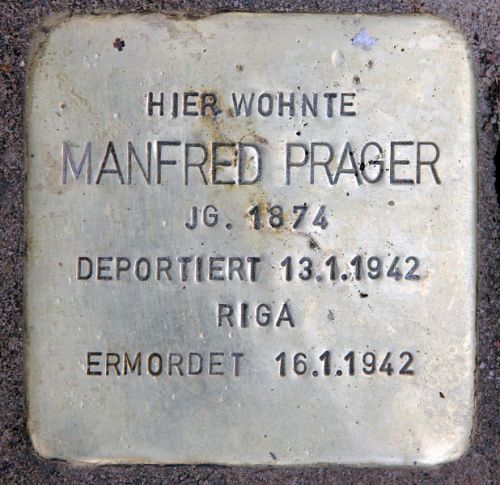 HIER WOHNTE
MANFRED PRAGER
JG. 1874
DEPORTIERT 13.1.1942
RIGA
ERMORDET 16.1.1942